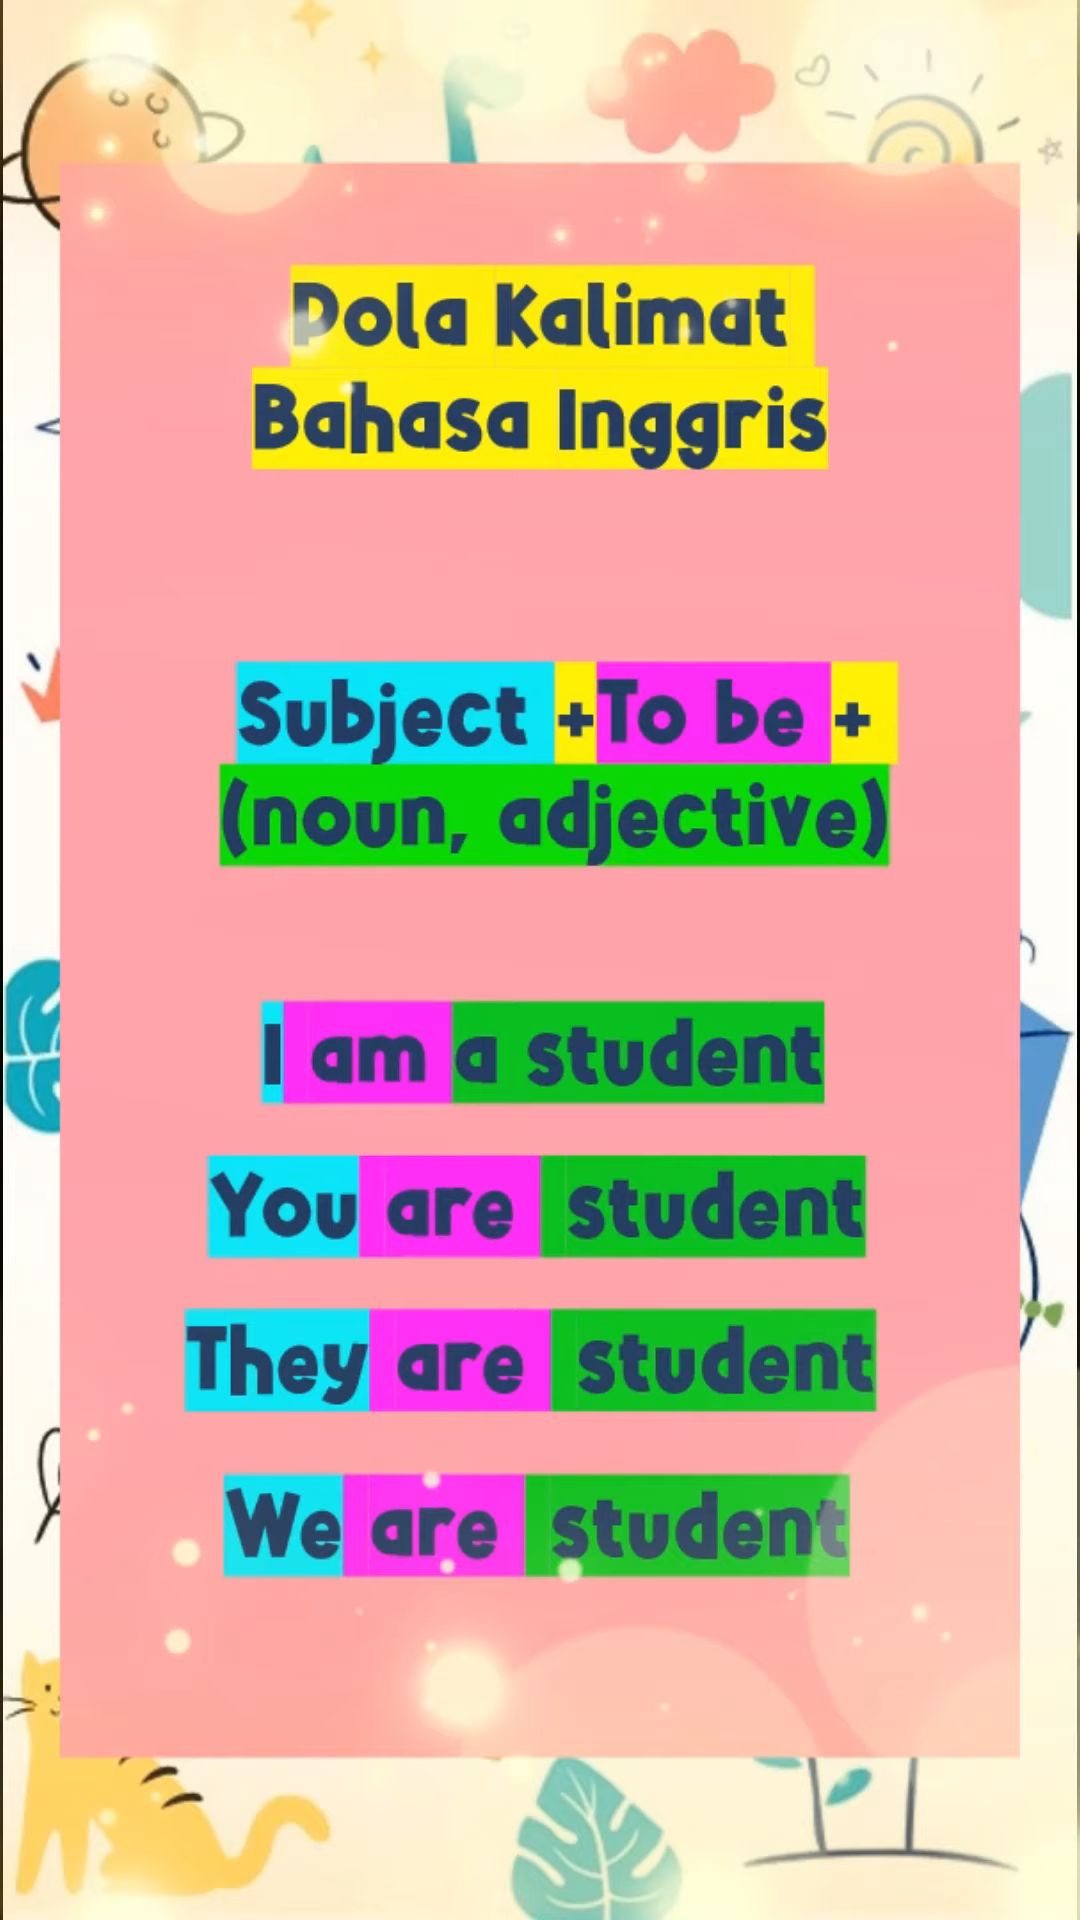 Pola Kalimat
Bahasa Inggris
Subject +To be +
(noun, adjective)
I am a student
You are student
They are student
We are student